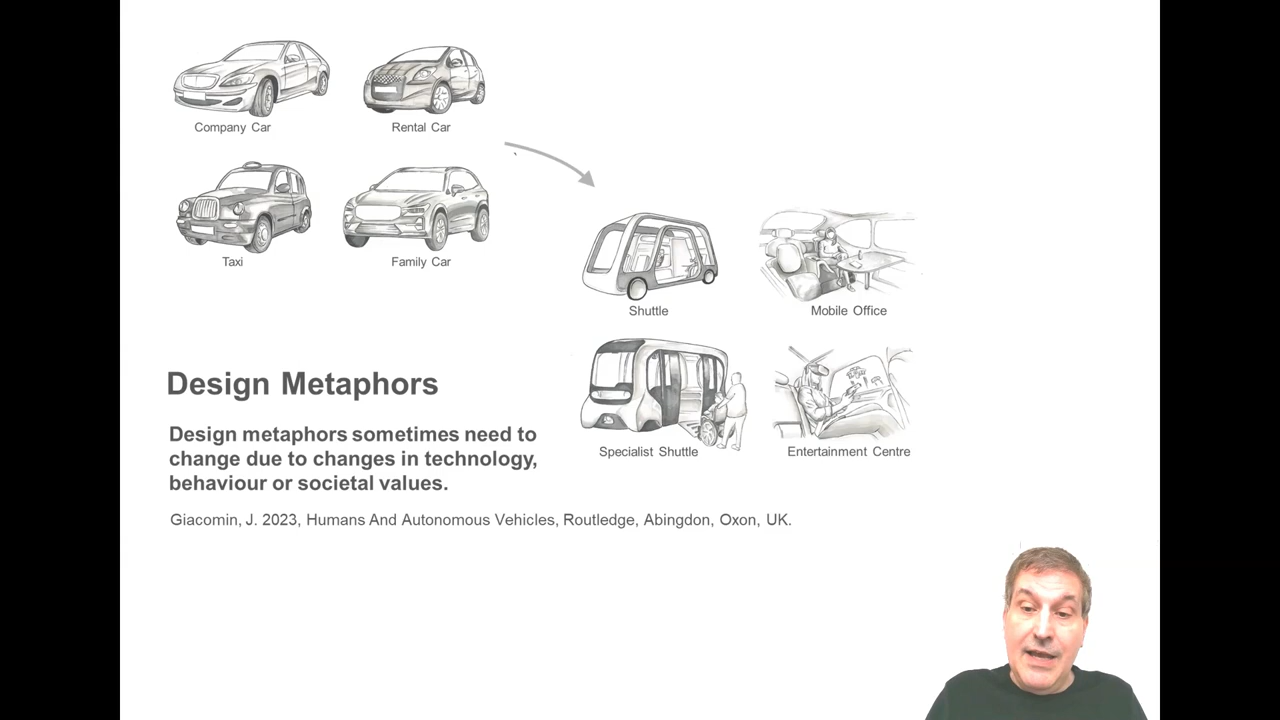 Company Car
Rental Car
Taxi
Family Car
Shuttle
Mobile Office
Specialist Shuttle
Entertainment Centre
Design Metaphors
Design metaphors sometimes need to
change due to changes in technology,
behaviour or societal values.
Giacomin, J. 2023, Humans And Autonomous Vehicles, Routledge, Abingdon, Oxon, UK.